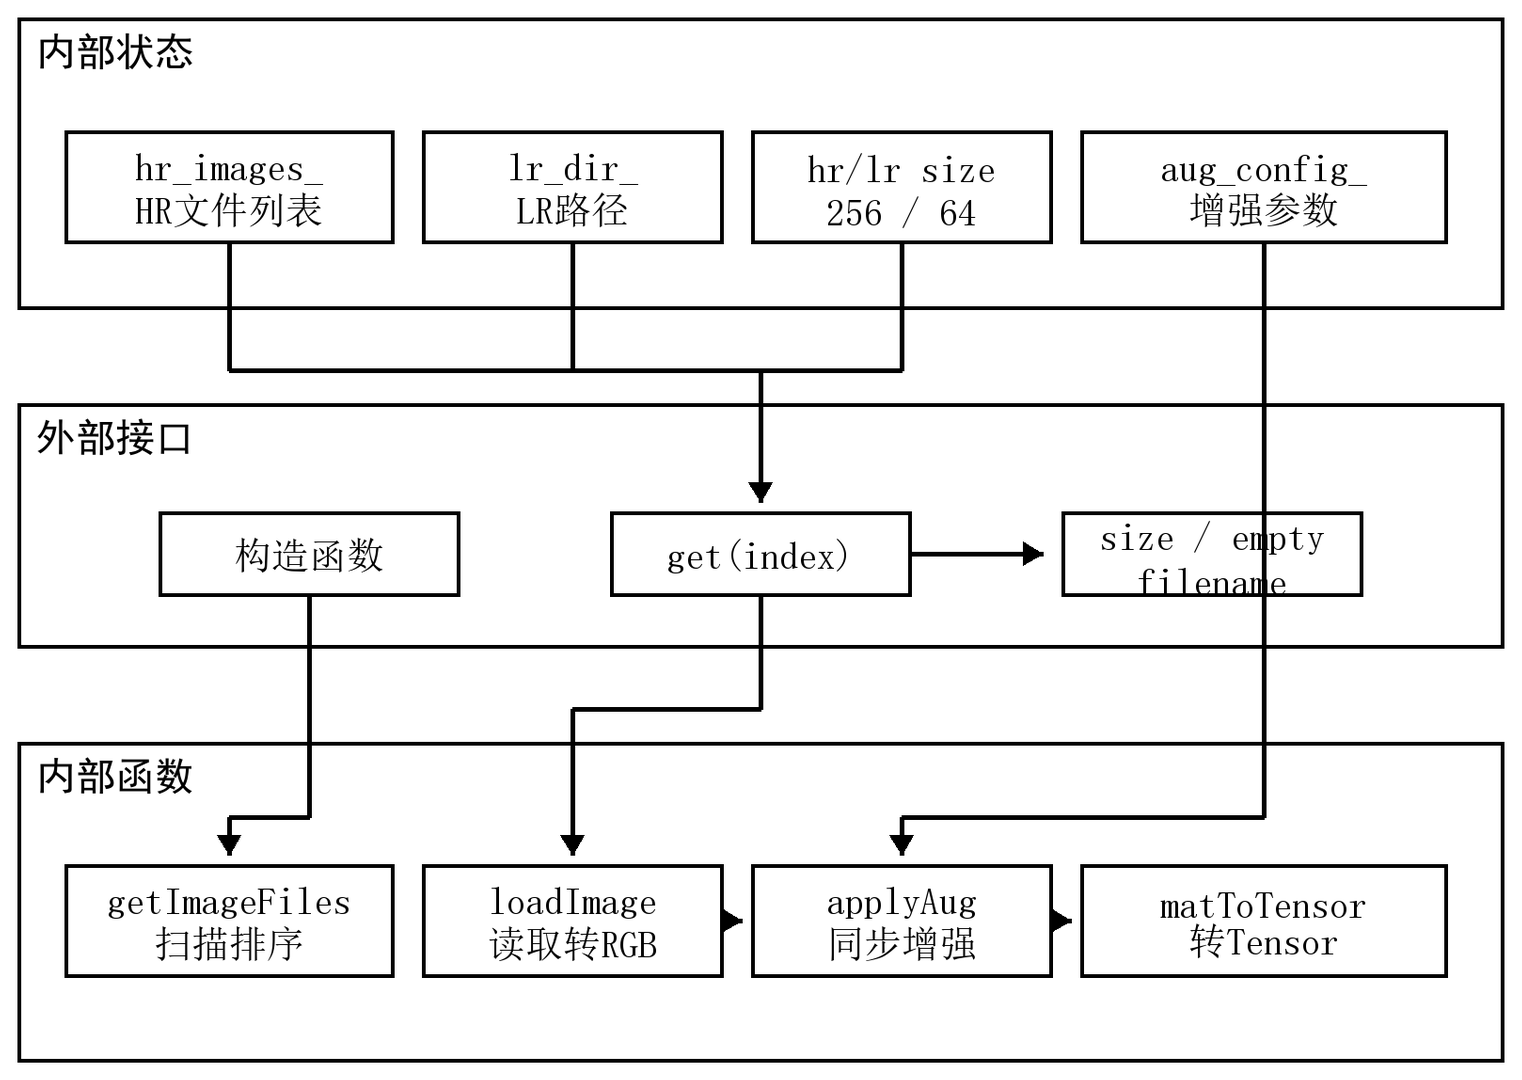 内部状态
hr_images_
HR文件列表
lr_dir_
LR路径
hr/lr size
256 / 64
aug_config_
增强参数
外部接口
构造函数
get(index)
size / empty
filename
内部函数
getImageFiles
扫描排序
loadImage
读取转RGB
applyAug
同步增强
matToTensor
转Tensor